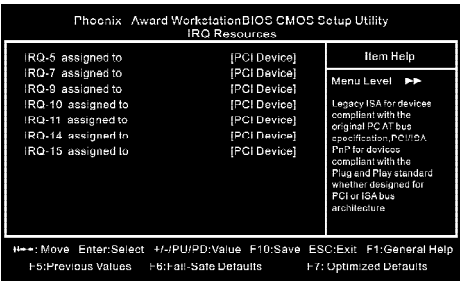 Phoenix - Award WorkstationBIOS CMOS Setup Utility
IRQ Resources
IRQ-5 assigned to [PCI Device]
IRQ-7 assigned to [PCI Device]
IRQ-9 assigned to [PCI Device]
IRQ-10 assigned to [PCI Device]
IRQ-11 assigned to [PCI Device]
IRQ-14 assigned to [PCI Device]
IRQ-15 assigned to [PCI Device]
Item Help
Menu Level ►►
Legacy ISA for devices
compliant with the
original PC AT bus
specification,PCI/ISA
PnP for devices
compliant with the
Plug and Play standard
whether designed for
PCI or ISA bus
architecture
↑↓←→: Move Enter:Select +/-/PU/PD:Value F10:Save ESC:Exit F1:General Help
F5:Previous Values F6:Fail-Safe Defaults F7: Optimized Defaults